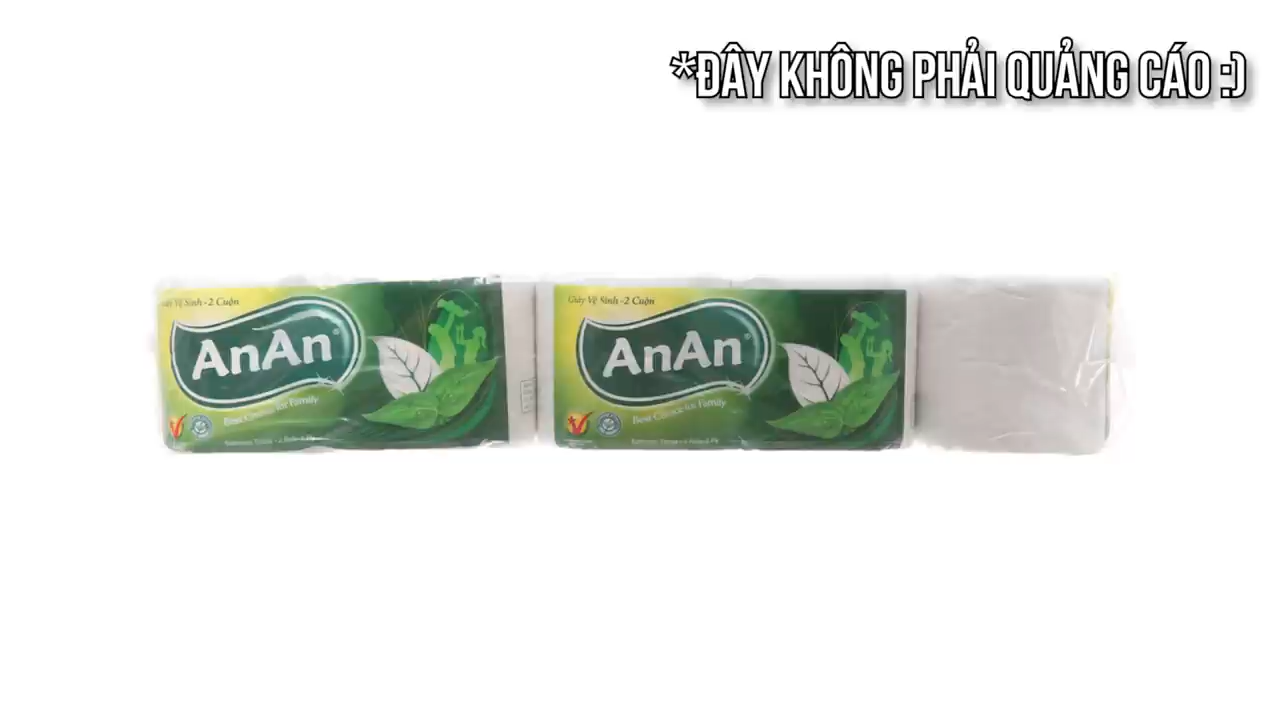 *ĐÂY KHÔNG PHẢI QUẢNG CÁO :)
Vệ Sinh - 2 Cuộn
AnAn®
Best Choice for Family
Giấy Vệ Sinh - 2 Cuộn
AnAn®
Best Choice for Family